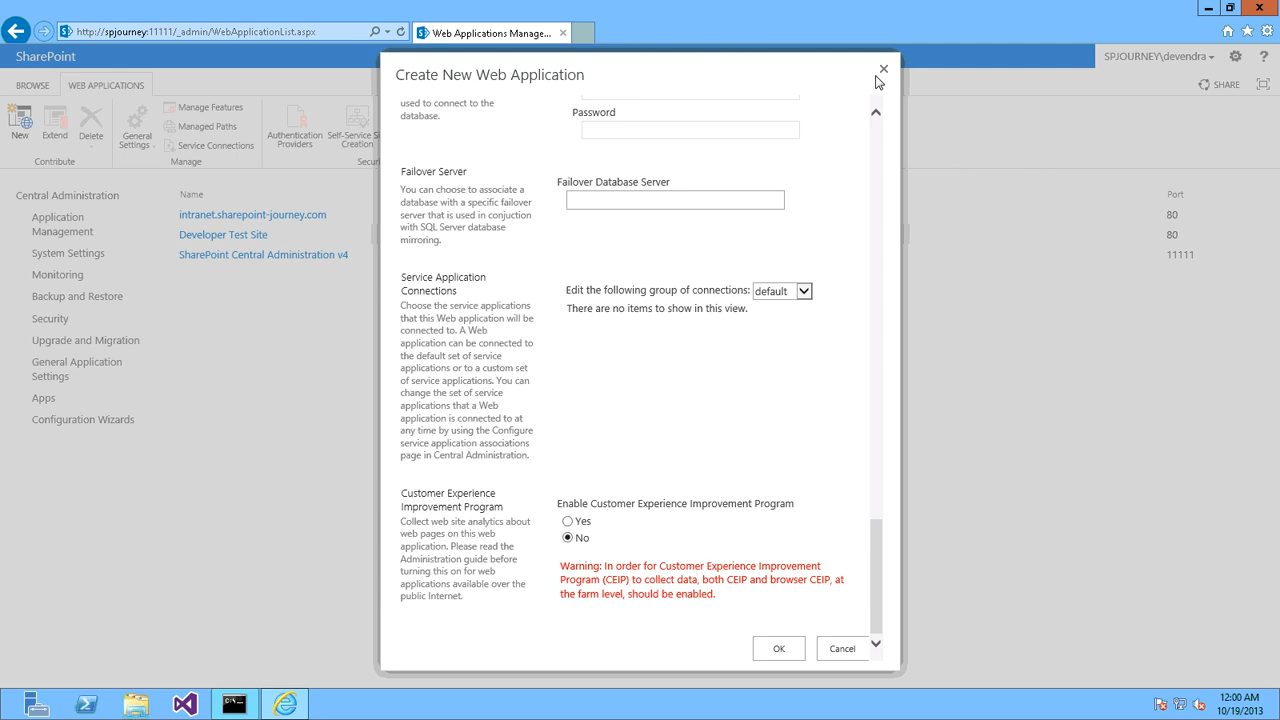 http://spjourney:11111/_admin/WebApplicationList.aspx
Web Applications Manage...
SharePoint
SPJOURNEY\devendra
BROWSE
WEB APPLICATIONS
SHARE
New
Extend
Delete
General
Settings
Manage Features
Managed Paths
Service Connections
Authentication
Providers
Self-Service S
Creation
Contribute
Manage
Securi
Central Administration
Application
Management
System Settings
Monitoring
Backup and Restore
Security
Upgrade and Migration
General Application
Settings
Apps
Configuration Wizards
Name
intranet.sharepoint-journey.com
Developer Test Site
SharePoint Central Administration v4
Port
80
80
11111
Create New Web Application
used to connect to the
database.
Password
Failover Server
You can choose to associate a
database with a specific failover
server that is used in conjuction
with SQL Server database
mirroring.
Failover Database Server
Service Application
Connections
Choose the service applications
that this Web application will be
connected to. A Web
application can be connected to
the default set of service
applications or to a custom set
of service applications. You can
change the set of service
applications that a Web
application is connected to at
any time by using the Configure
service application associations
page in Central Administration.
Edit the following group of connections:
default
There are no items to show in this view.
Customer Experience
Improvement Program
Collect web site analytics about
web pages on this web
application. Please read the
Administration guide before
turning this on for web
applications available over the
public Internet.
Enable Customer Experience Improvement Program
Yes
No
Warning: In order for Customer Experience Improvement
Program (CEIP) to collect data, both CEIP and browser CEIP, at
the farm level, should be enabled.
OK
Cancel
12:00 AM
10/19/2013